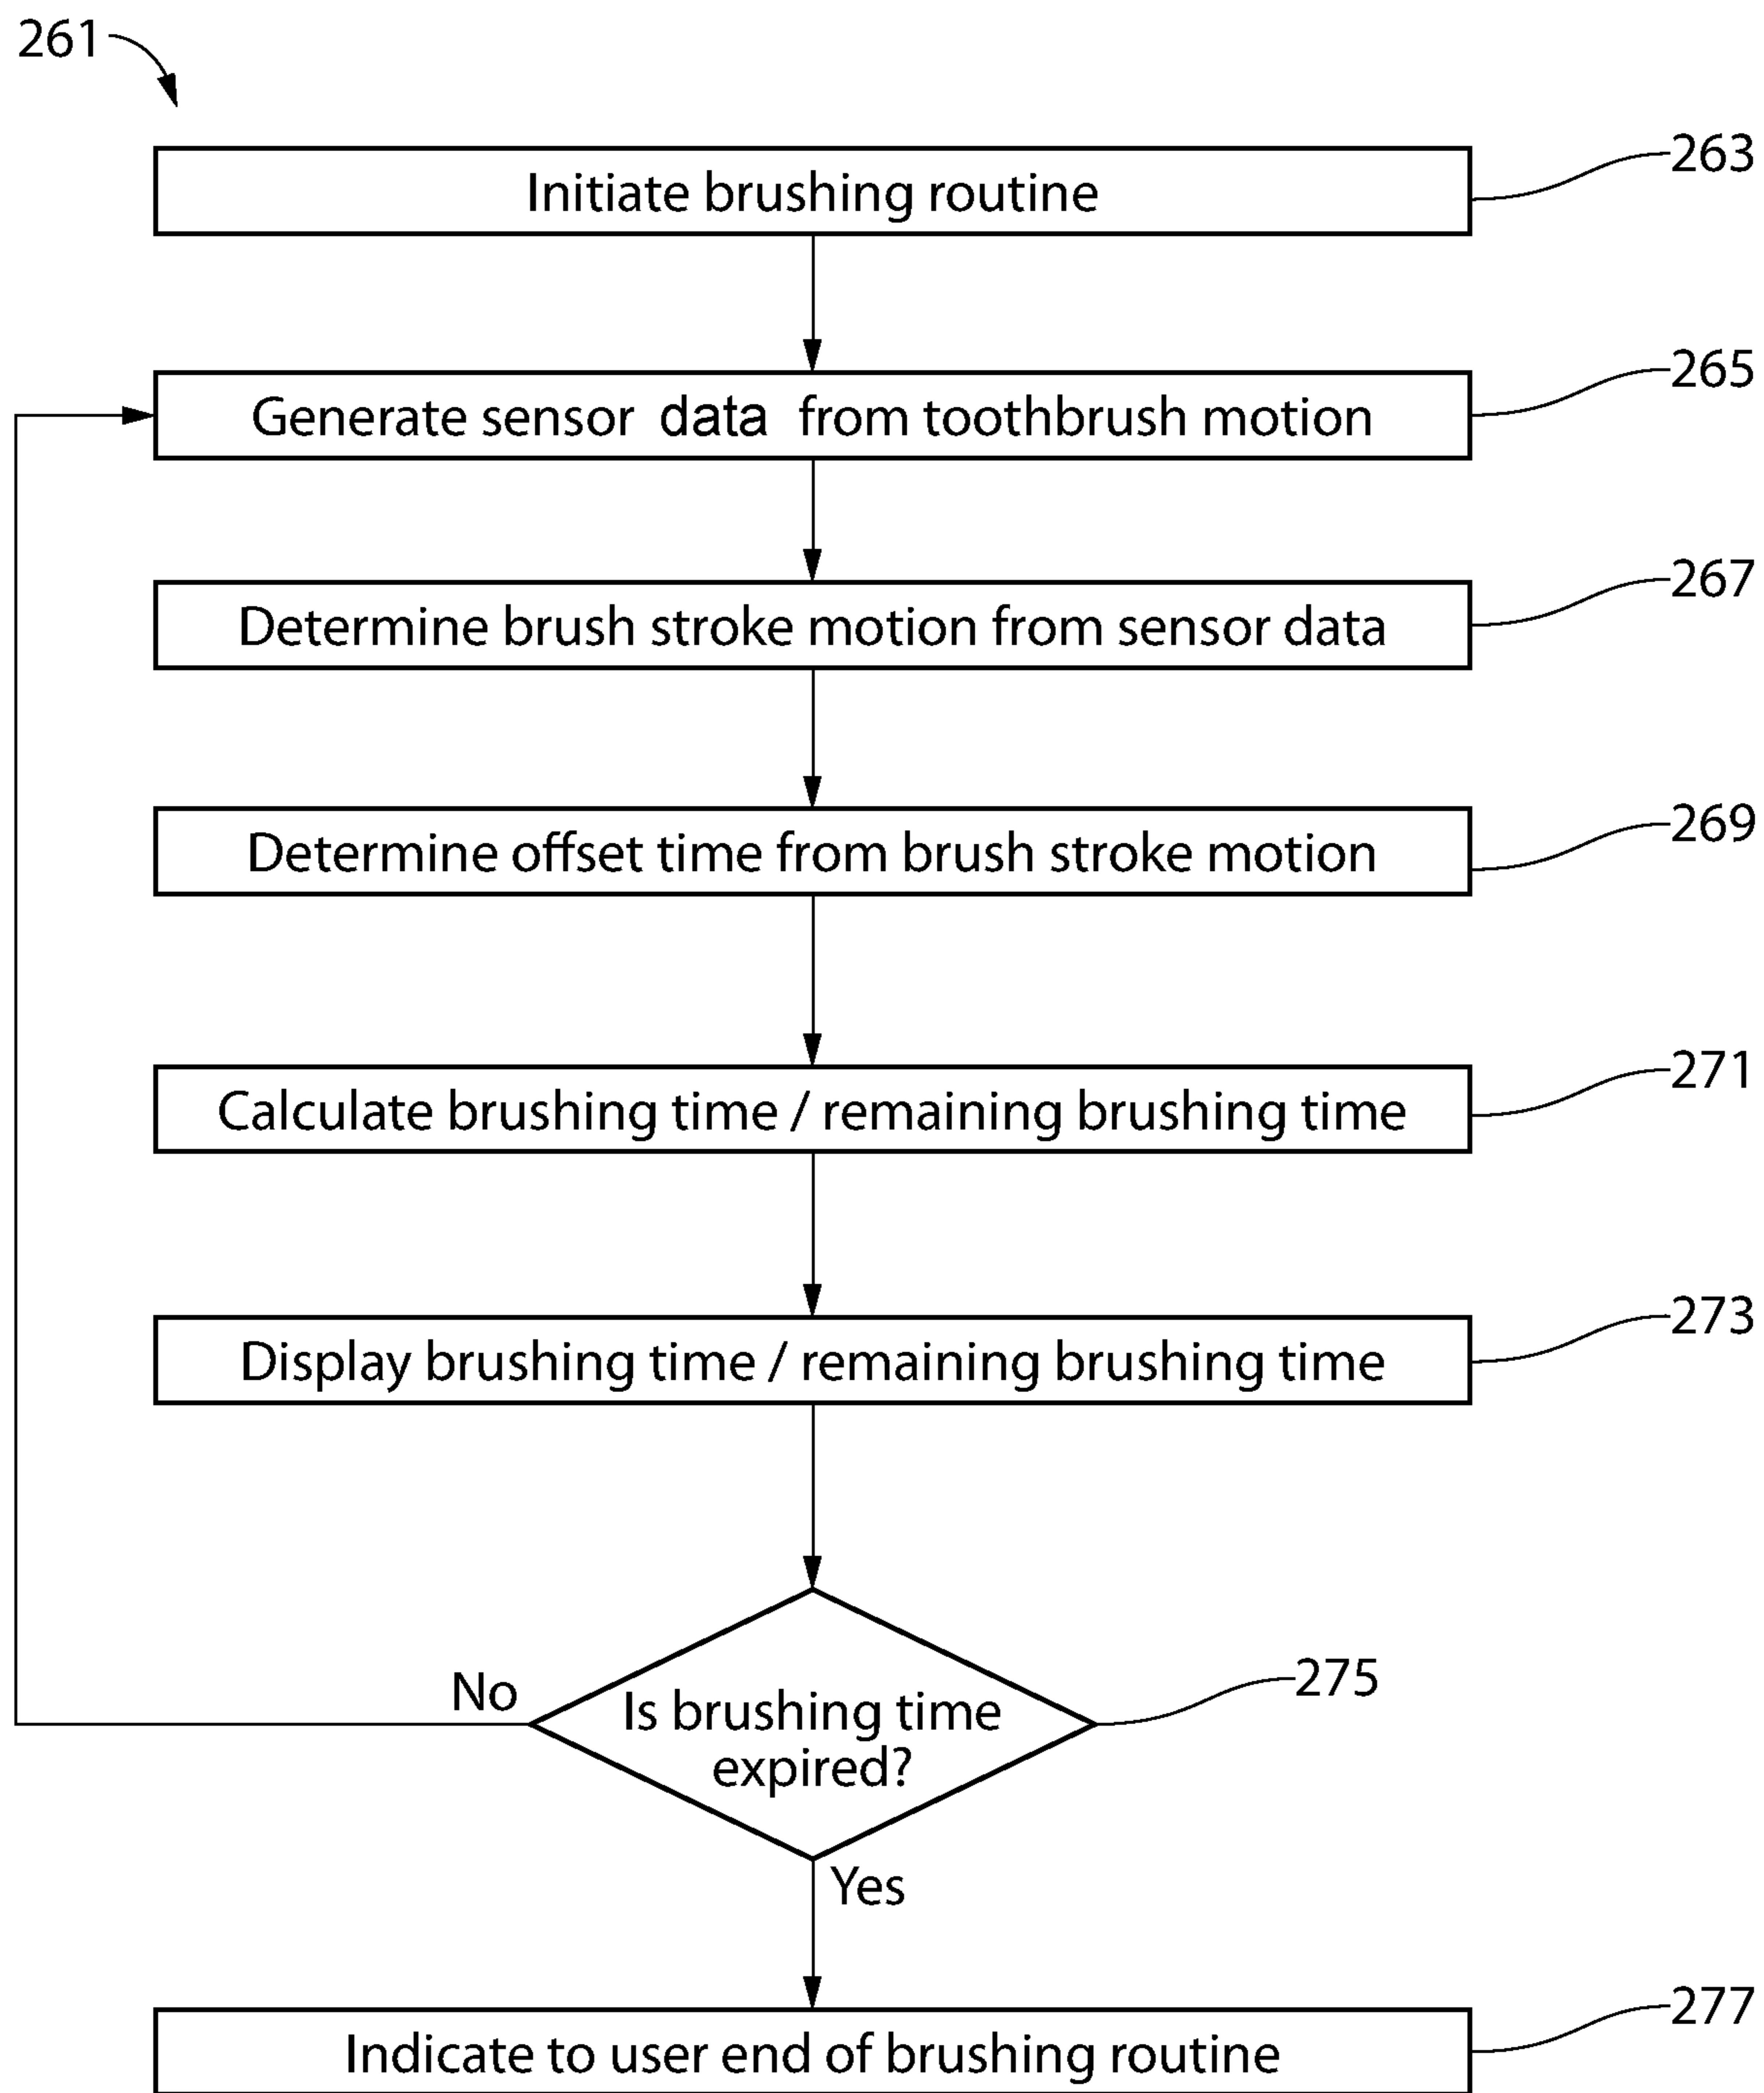 261
Initiate brushing routine
263
Generate sensor data from toothbrush motion
265
Determine brush stroke motion from sensor data
267
Determine offset time from brush stroke motion
269
Calculate brushing time / remaining brushing time
271
Display brushing time / remaining brushing time
273
Is brushing time
expired?
275
No
Yes
Indicate to user end of brushing routine
277